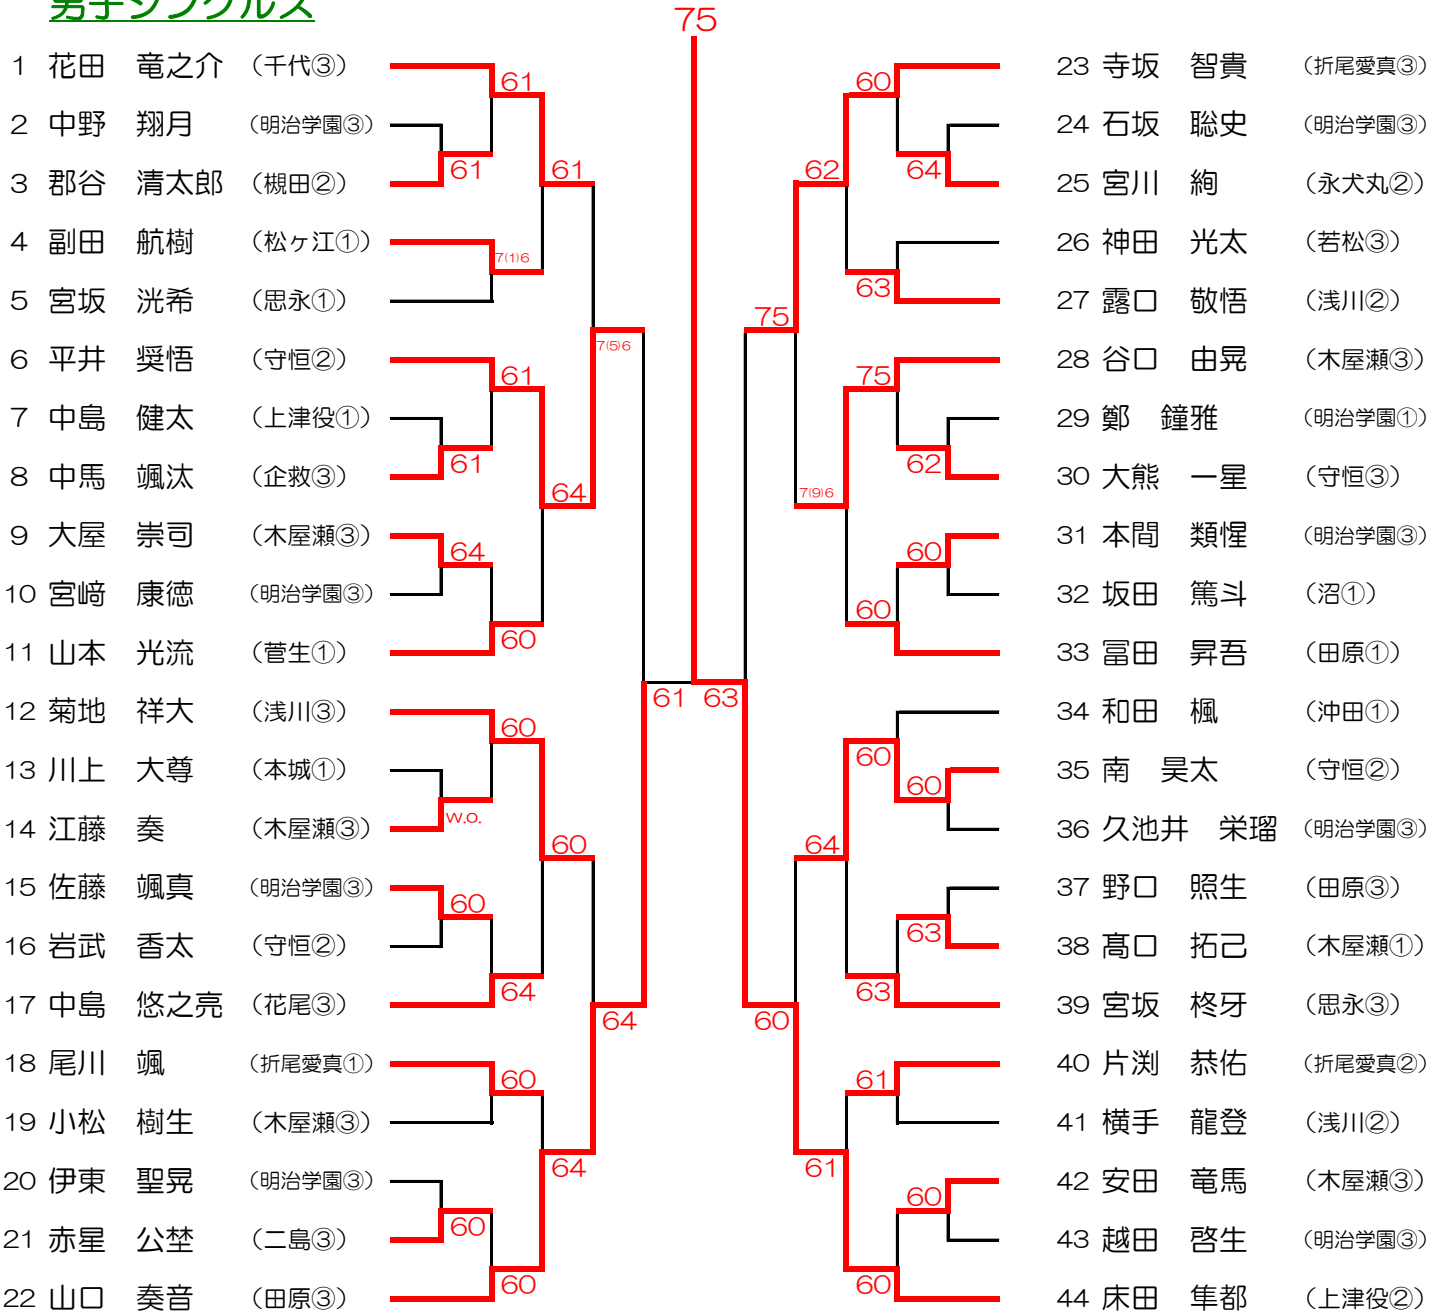 男子シングルス
75
1 花田 竜之介 (千代③)
2 中野 翔月 (明治学園③)
3 郡谷 清太郎 (槻田②)
4 副田 航樹 (松ヶ江①)
5 宮坂 洸希 (思永①)
6 平井 奨悟 (守恒②)
7 中島 健太 (上津役①)
8 中馬 颯汰 (企救③)
9 大屋 崇司 (木屋瀬③)
10 宮﨑 康徳 (明治学園③)
11 山本 光流 (菅生①)
12 菊地 祥大 (浅川③)
13 川上 大尊 (本城①)
14 江藤 奏 (木屋瀬③)
15 佐藤 颯真 (明治学園③)
16 岩武 香太 (守恒②)
17 中島 悠之亮 (花尾③)
18 尾川 颯 (折尾愛真①)
19 小松 樹生 (木屋瀬③)
20 伊東 聖晃 (明治学園③)
21 赤星 公埜 (二島③)
22 山口 奏音 (田原③)
61
61
61
7(1)6
7(5)6
61
61
64
64
60
60
W.O.
60
60
64
64
60
64
60
60
61 63
23 寺坂 智貴 (折尾愛真③)
24 石坂 聡史 (明治学園③)
25 宮川 絢 (永犬丸②)
26 神田 光太 (若松③)
27 露口 敬悟 (浅川②)
28 谷口 由晃 (木屋瀬③)
29 鄭 鐘雅 (明治学園①)
30 大熊 一星 (守恒③)
31 本間 類惺 (明治学園③)
32 坂田 篤斗 (沼①)
33 冨田 昇吾 (田原①)
34 和田 楓 (沖田①)
35 南 昊太 (守恒②)
36 久池井 栄瑠 (明治学園③)
37 野口 照生 (田原③)
38 髙口 拓己 (木屋瀬①)
39 宮坂 柊牙 (思永③)
40 片渕 恭佑 (折尾愛真②)
41 横手 龍登 (浅川②)
42 安田 竜馬 (木屋瀬③)
43 越田 啓生 (明治学園③)
44 床田 隼都 (上津役②)
60
62 64
63
75
75
62
7(9)6
60
60
60
60
64
63
63
60
61
61
60
60